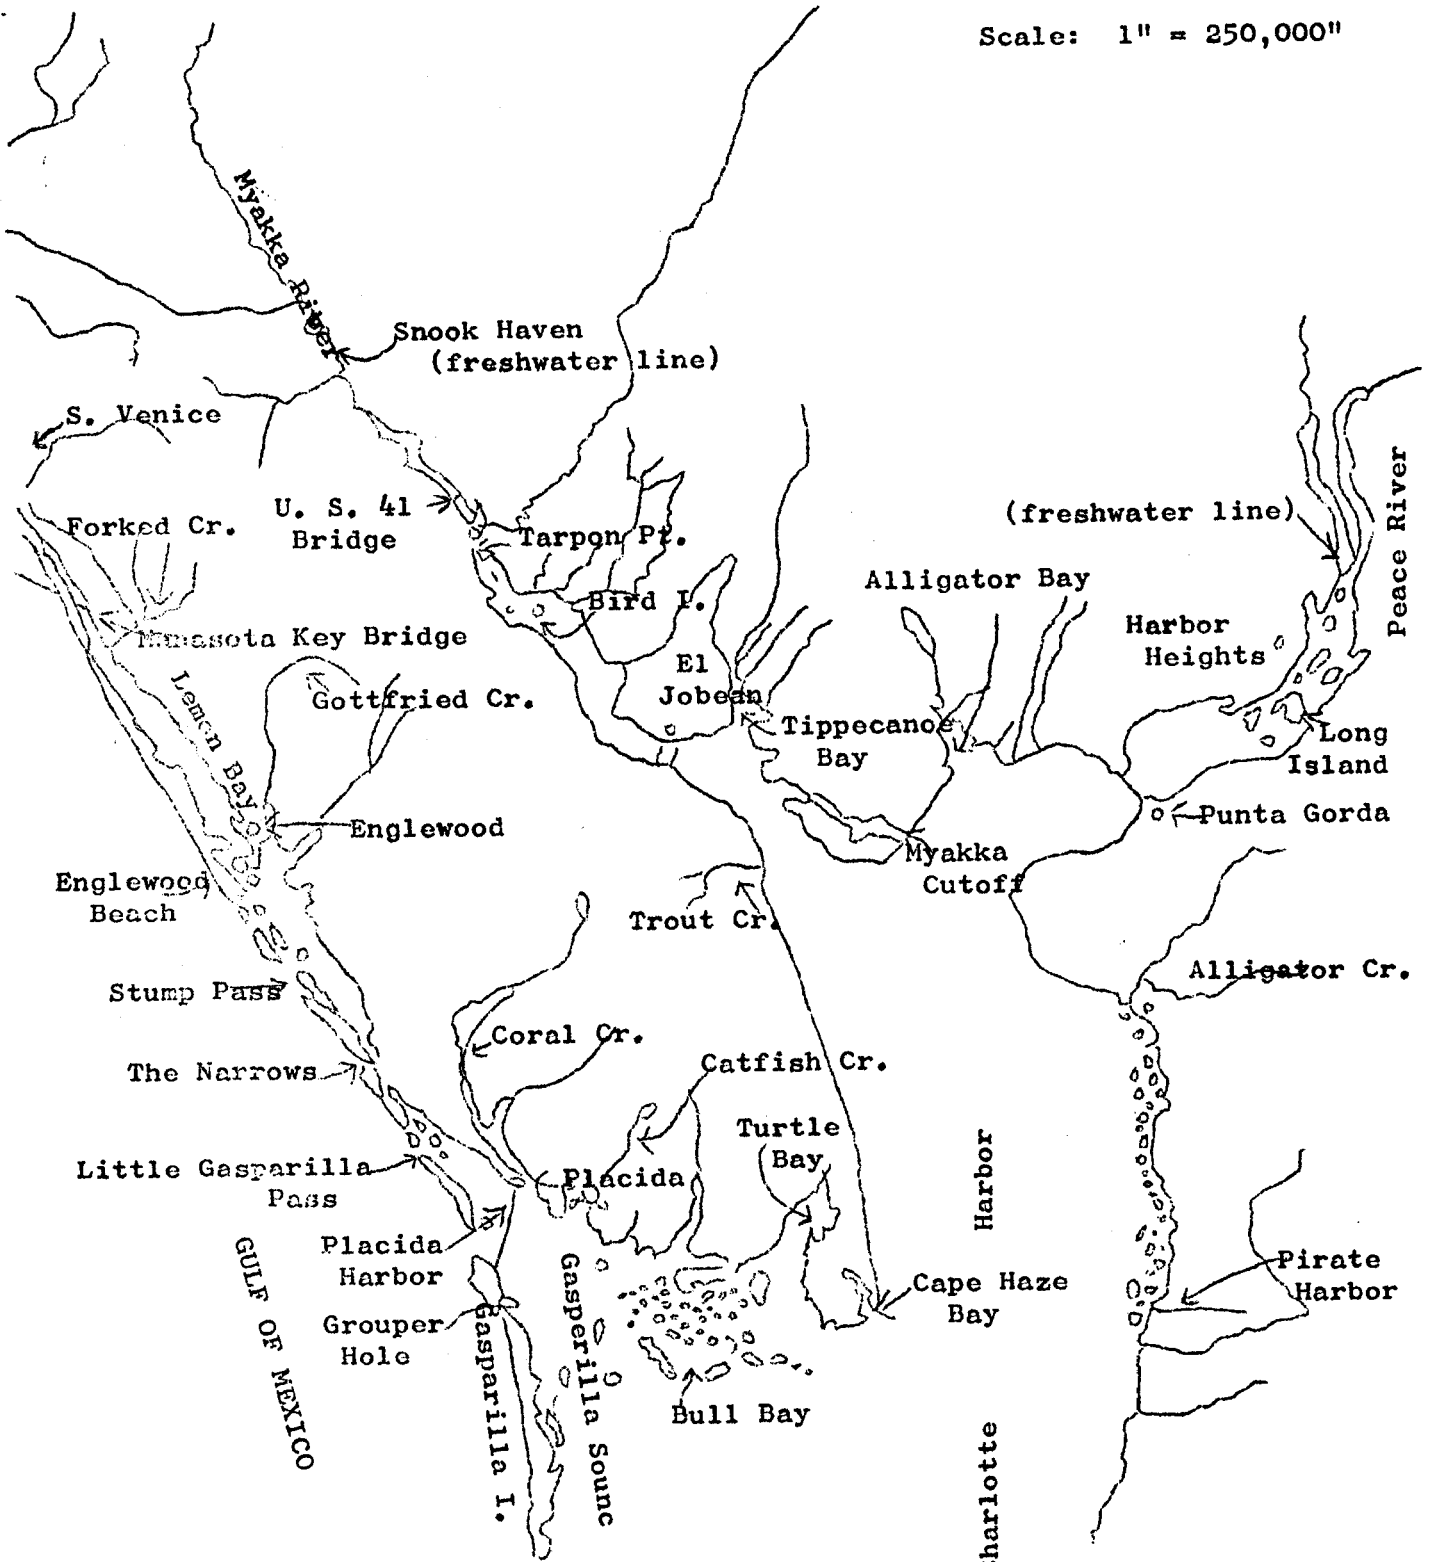 Scale: 1" = 250,000"
Myakka River
Snook Haven
(freshwater line)
S. Venice
U. S. 41
Bridge
Forked Cr.
Tarpon Pt.
(freshwater line)
Peace River
Alligator Bay
Bird I.
Harbor
Heights
Manasota Key Bridge
El
Jobean
Lemon Bay
Gottfried Cr.
Tippecanoe
Bay
Long
Island
Punta Gorda
Englewood
Myakka
Cutoff
Englewood
Beach
Trout Cr.
Alligator Cr.
Stump Pass
Coral Cr.
The Narrows
Catfish Cr.
Turtle
Bay
Little Gasparilla
Pass
Placida
Harbor
Placida
Harbor
GULF OF MEXICO
Gasperilla Sounc
Pirate
Harbor
Cape Haze
Bay
Grouper
Hole
Gasparilla I.
Bull Bay
harlotte